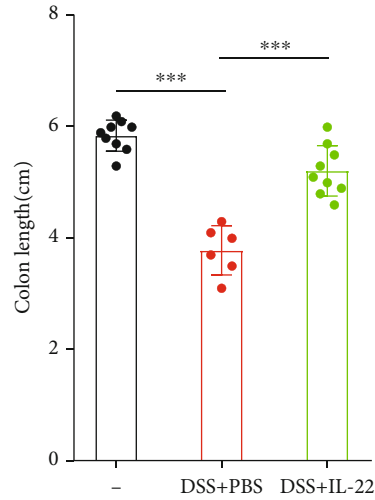 8
***
***
6
Colon length(cm)
4
2
0
–
DSS+PBS
DSS+IL-22